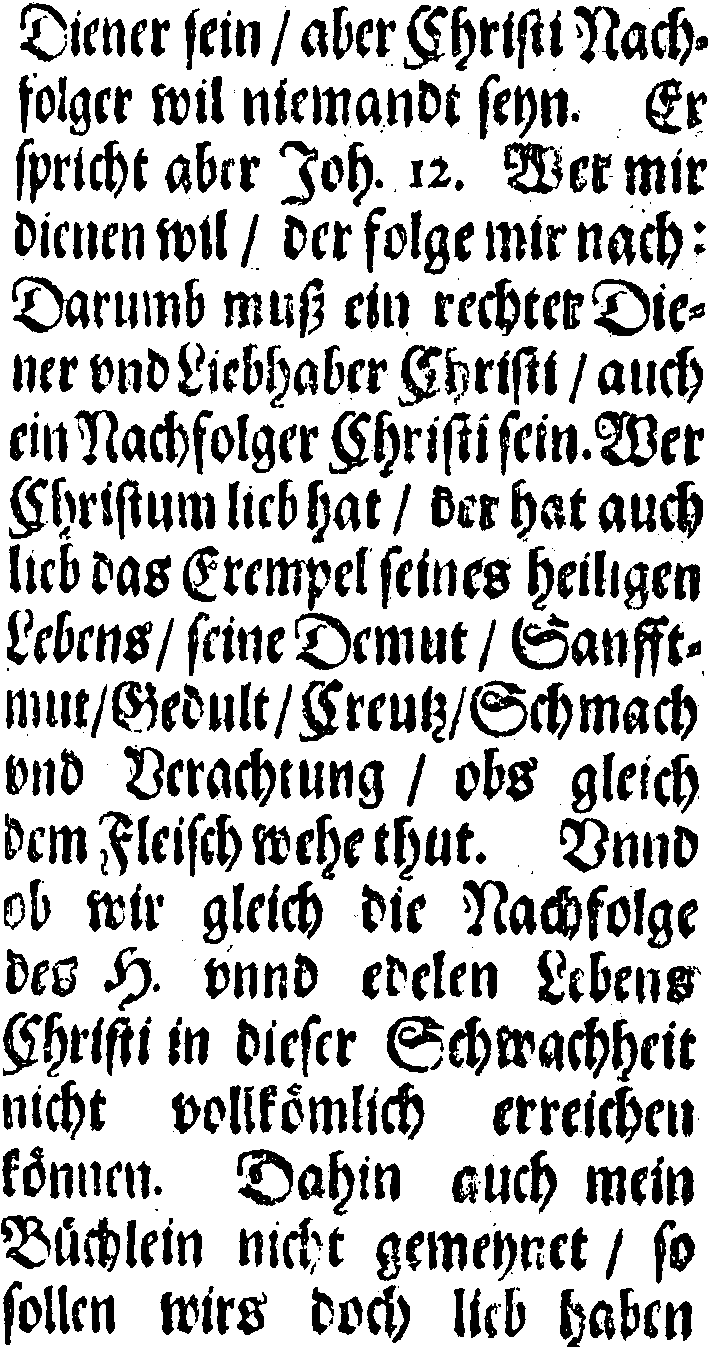 Diener sein / aber Christi Nach-
folger wil niemandt seyn. Er
spricht aber Joh. 12. Wer mir
dienen wil / der folge mir nach:
Darumb muß ein rechter Die-
ner vnd Liebhaber Christi / auch
ein Nachfolger Christi sein. Wer
Christum lieb hat / der hat auch
lieb das Exempel seines heiligen
Lebens / seine Demut / Sanfft-
mut / Gedult / Creutz / Schmach
vnd Verachtung / obs gleich
dem Fleisch wehe thut. Vnnd
ob wir gleich die Nachfolge
des H. vnnd edelen Lebens
Christi in dieser Schwachheit
nicht vollkömlich erreichen
können. Dahin auch mein
Büchlein nicht gemeynet / so
sollen wirs doch lieb haben